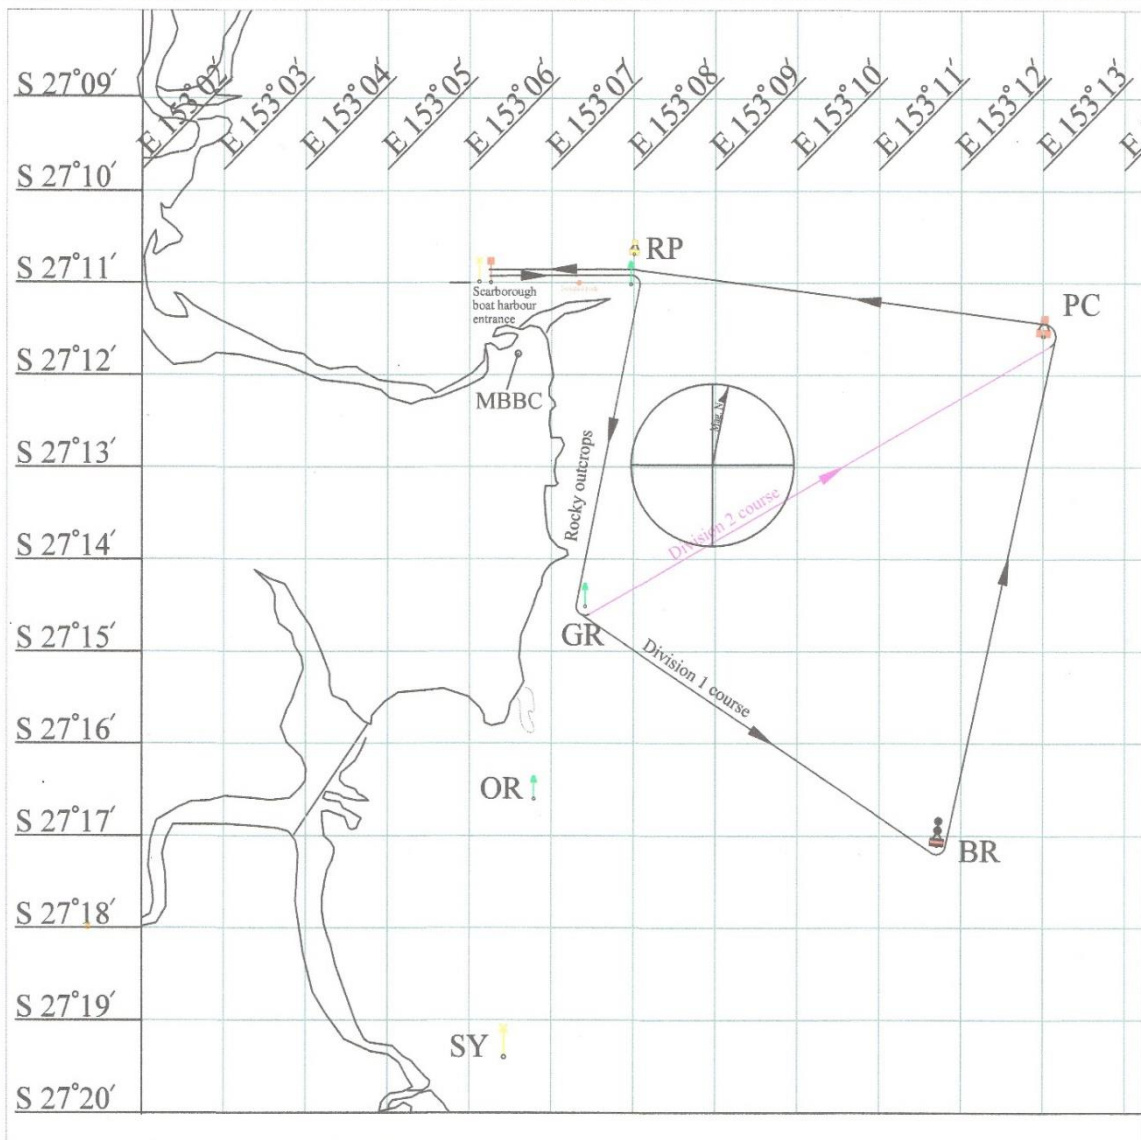 S 27°09′
E 153°02′
E 153°03′
E 153°04′
E 153°05′
E 153°06′
E 153°07′
E 153°08′
E 153°09′
E 153°10′
E 153°11′
E 153°12′
E 153°13′
E
S 27°10′
RP
S 27°11′
Scarborough
boat harbour
entrance
PC
S 27°12′
MBBC
Mag. N
S 27°13′
Rocky outcrops
Division 2 course
S 27°14′
GR
S 27°15′
Division 1 course
S 27°16′
OR
S 27°17′
BR
S 27°18′
S 27°19′
SY
S 27°20′